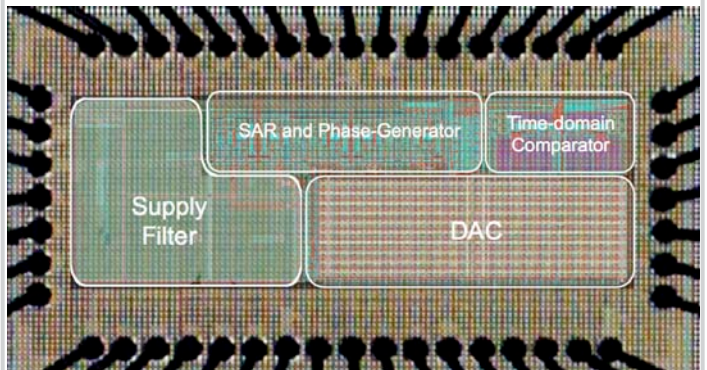 SAR and Phase-Generator
Time-domain
Comparator
Supply
Filter
DAC